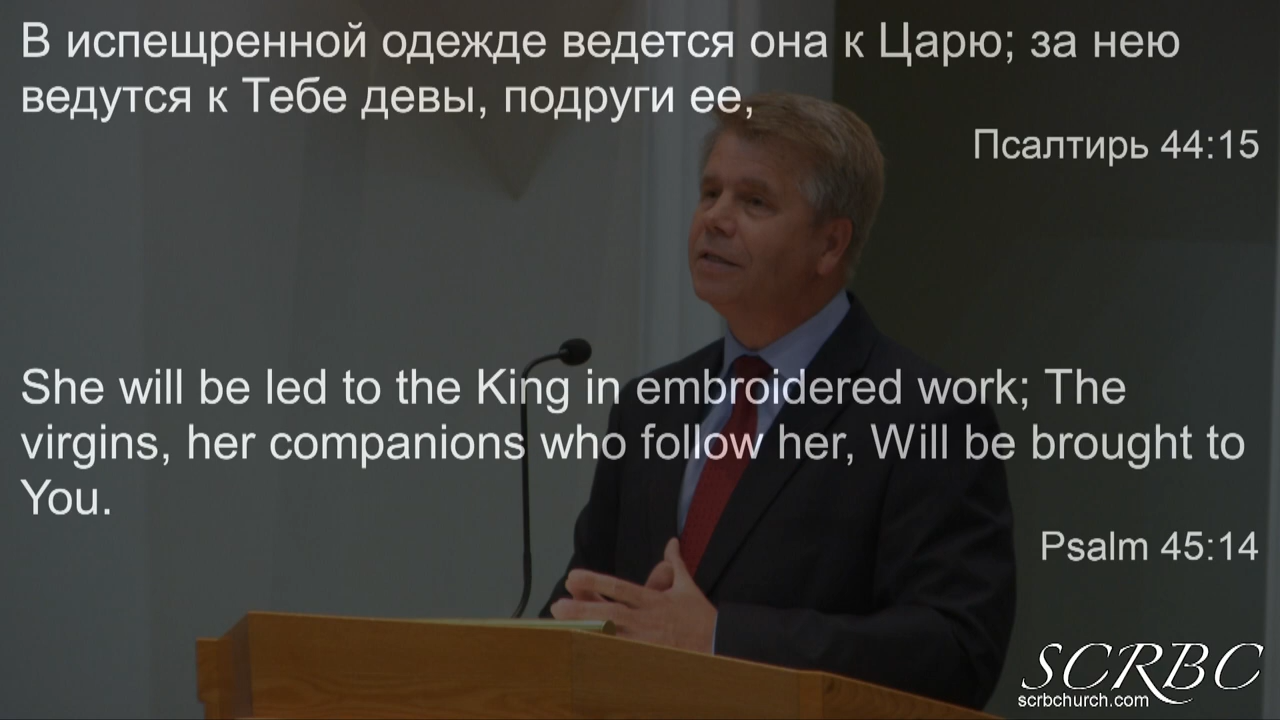 В испещренной одежде ведется она к Царю; за нею
ведутся к Тебе девы, подруги ее,
Псалтирь 44:15
She will be led to the King in embroidered work; The
virgins, her companions who follow her, Will be brought to
You.
Psalm 45:14
SCRBC
scrbchurch.com